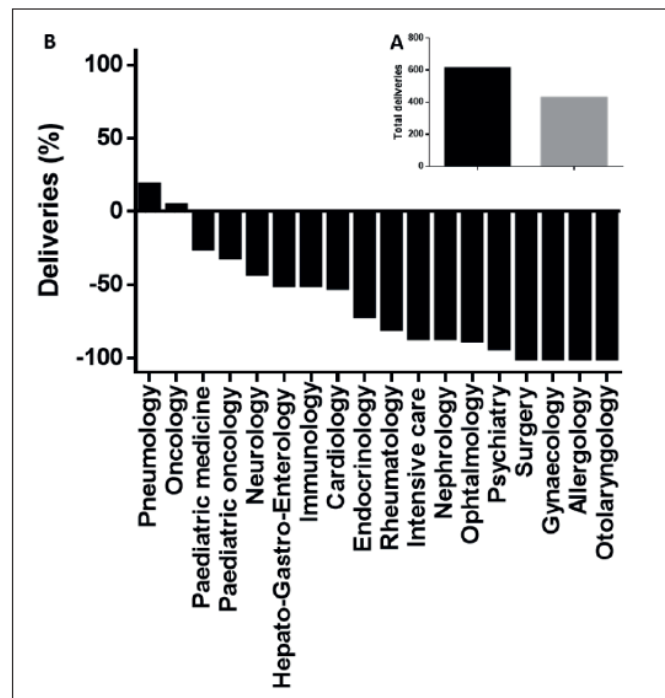 B
A
Total deliveries
800
600
400
200
0
Deliveries (%)
100
50
0
-50
-100
Pneumology
Oncology
Paediatric medicine
Paediatric oncology
Neurology
Hepato-Gastro-Enterology
Immunology
Cardiology
Endocrinology
Rheumatology
Intensive care
Nephrology
Ophtalmology
Psychiatry
Surgery
Gynaecology
Allergology
Otolaryngology